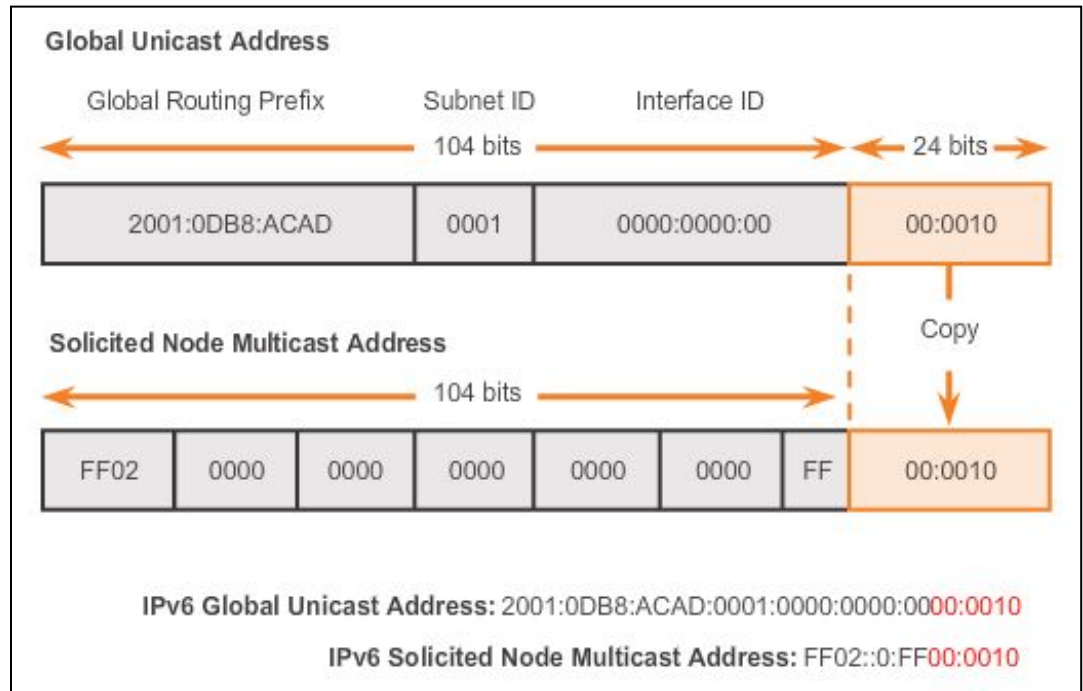 Global Unicast Address
Global Routing Prefix Subnet ID Interface ID
104 bits 24 bits
2001:0DB8:ACAD 0001 0000:0000:00 00:0010
Copy
Solicited Node Multicast Address
104 bits
FF02 0000 0000 0000 0000 0000 FF 00:0010
IPv6 Global Unicast Address: 2001:0DB8:ACAD:0001:0000:0000:0000:0010
IPv6 Solicited Node Multicast Address: FF02::0:FF00:0010